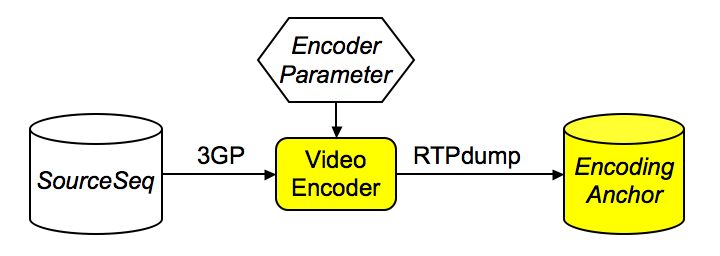 Encoder
Parameter
SourceSeq
3GP
Video
Encoder
RTPdump
Encoding
Anchor